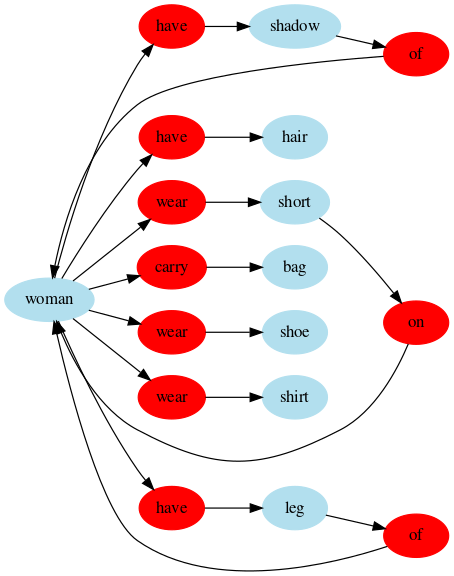 have
shadow
of
have
hair
wear
short
carry
bag
woman
on
wear
shoe
wear
shirt
have
leg
of